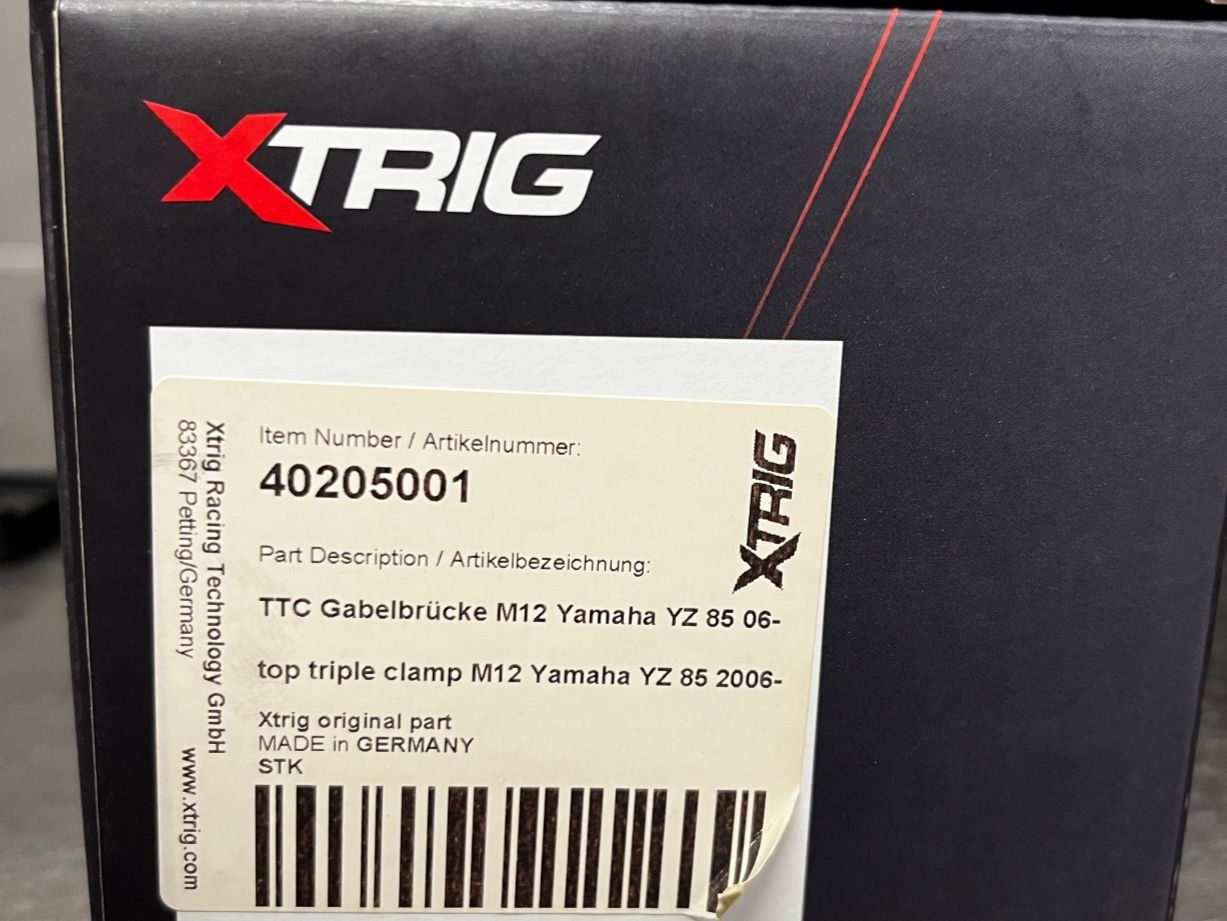 XTRIG
Item Number / Artikelnummer:
40205001
Part Description / Artikelbezeichnung:
TTC Gabelbrücke M12 Yamaha YZ 85 06-
top triple clamp M12 Yamaha YZ 85 2006-
Xtrig original part
MADE in GERMANY
STK
XTRIG
Xtrig Racing Technology GmbH
83367 Petting/Germany
www.xtrig.com